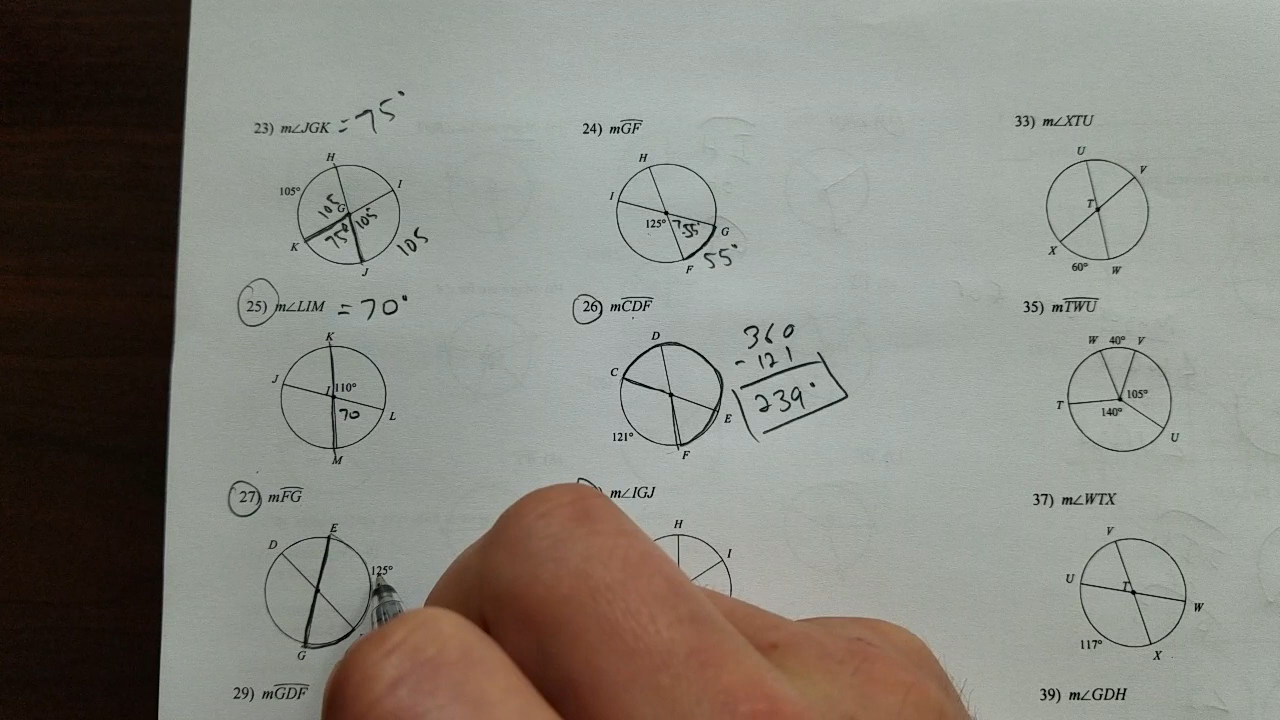 23) m∠JGK = 75°
H
I
105°
105
G
105
75°
K
J
105
24) mGF
H
I
125°
55
G
F
55°
33) m∠XTU
U
V
T
X
60°
W
25) m∠LIM = 70°
K
J
I
110°
70
L
M
26) mCDF
D
C
E
121°
F
360
- 121
239°
35) mTWU
W 40° V
105°
T
140°
U
27) mFG
E
D
125°
G
m∠IGJ
H
I
37) m∠WTX
V
U
T
W
117°
X
29) mGDF
39) m∠GDH